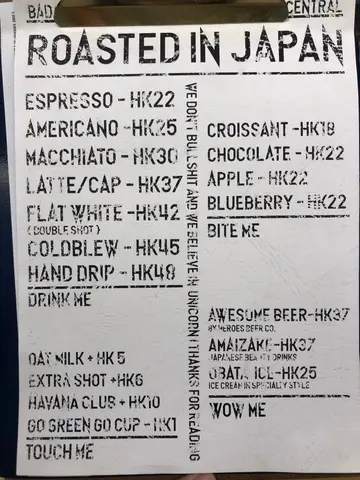 BAD
CENTRAL
ROASTED IN JAPAN
ESPRESSO - HK22
AMERICANO - HK25
MACCHIATO - HK30
LATTE/CAP - HK37
FLAT WHITE - HK42
(DOUBLE SHOT)
COLDBLEW - HK45
HAND DRIP - HK48
DRINK ME
OAT MILK + HK5
EXTRA SHOT +HK6
HAVANA CLUB + HK10
GO GREEN GO CUP - HK1
TOUCH ME
WE DON'T BULLSHIT AND WE BELIEVE IN UNICORN ! THANKS FOR READING
CROISSANT - HK18
CHOCOLATE - HK22
APPLE - HK22
BLUEBERRY - HK22
BITE ME
AWESOME BEER-HK37
BY HEROES BEER CO.
AMAIZAKE-HK37
JAPANESE BEAUTY DRINKS
OBATA ICE-HK25
ICE CREAM IN SPECIALITY STYLE
WOW ME